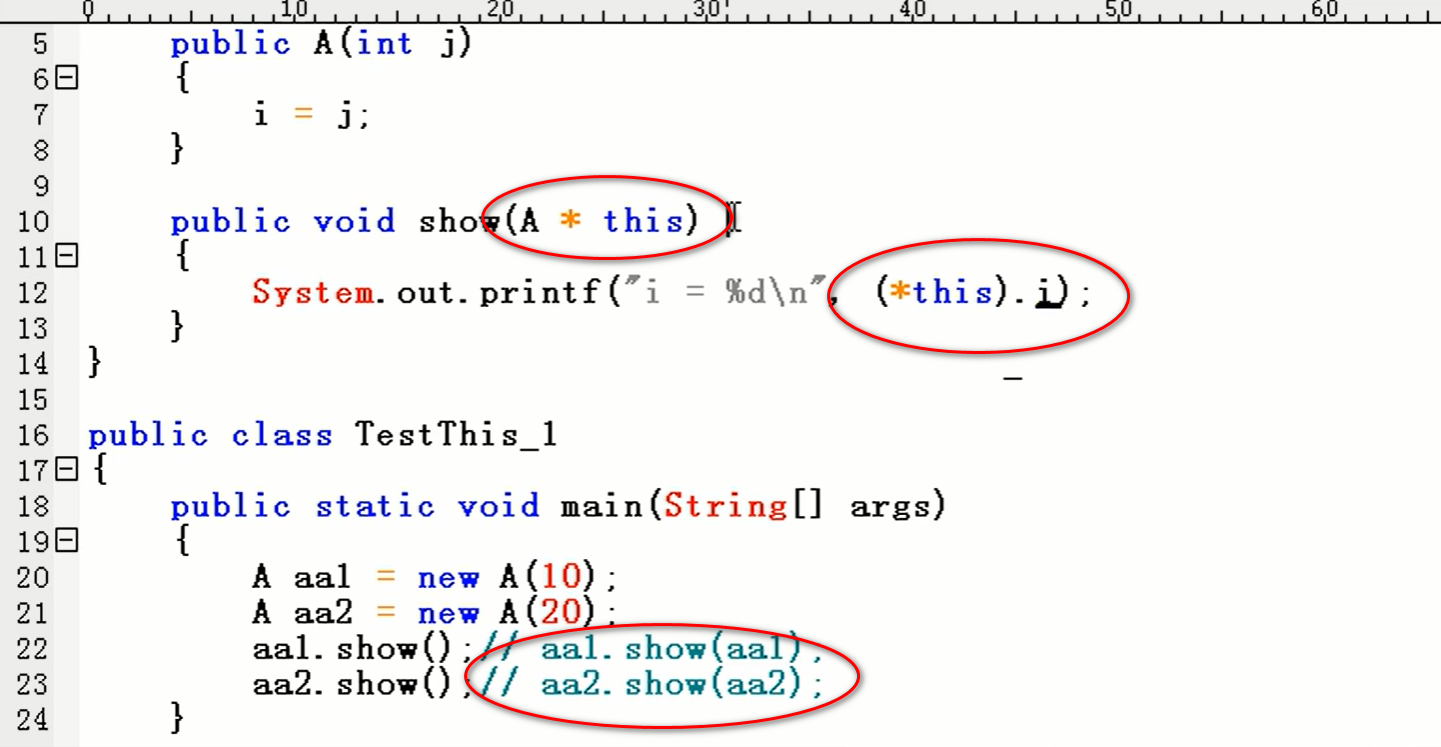 0 10 20 30 40 50 60
5 public A(int j)
6 {
7 i = j;
8 }
9
10 public void show(A * this)
11 {
12 System.out.printf("i = %d\n", (*this).i);
13 }
14 }
15
16 public class TestThis_1
17 {
18 public static void main(String[] args)
19 {
20 A aa1 = new A(10);
21 A aa2 = new A(20);
22 aa1.show();// aa1.show(aa1);
23 aa2.show();// aa2.show(aa2);
24 }